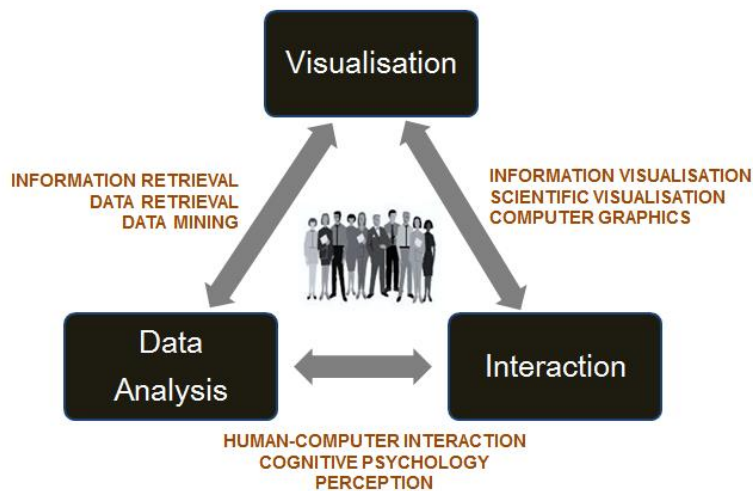 Visualisation
INFORMATION RETRIEVAL
DATA RETRIEVAL
DATA MINING
INFORMATION VISUALISATION
SCIENTIFIC VISUALISATION
COMPUTER GRAPHICS
Data
Analysis
Interaction
HUMAN-COMPUTER INTERACTION
COGNITIVE PSYCHOLOGY
PERCEPTION